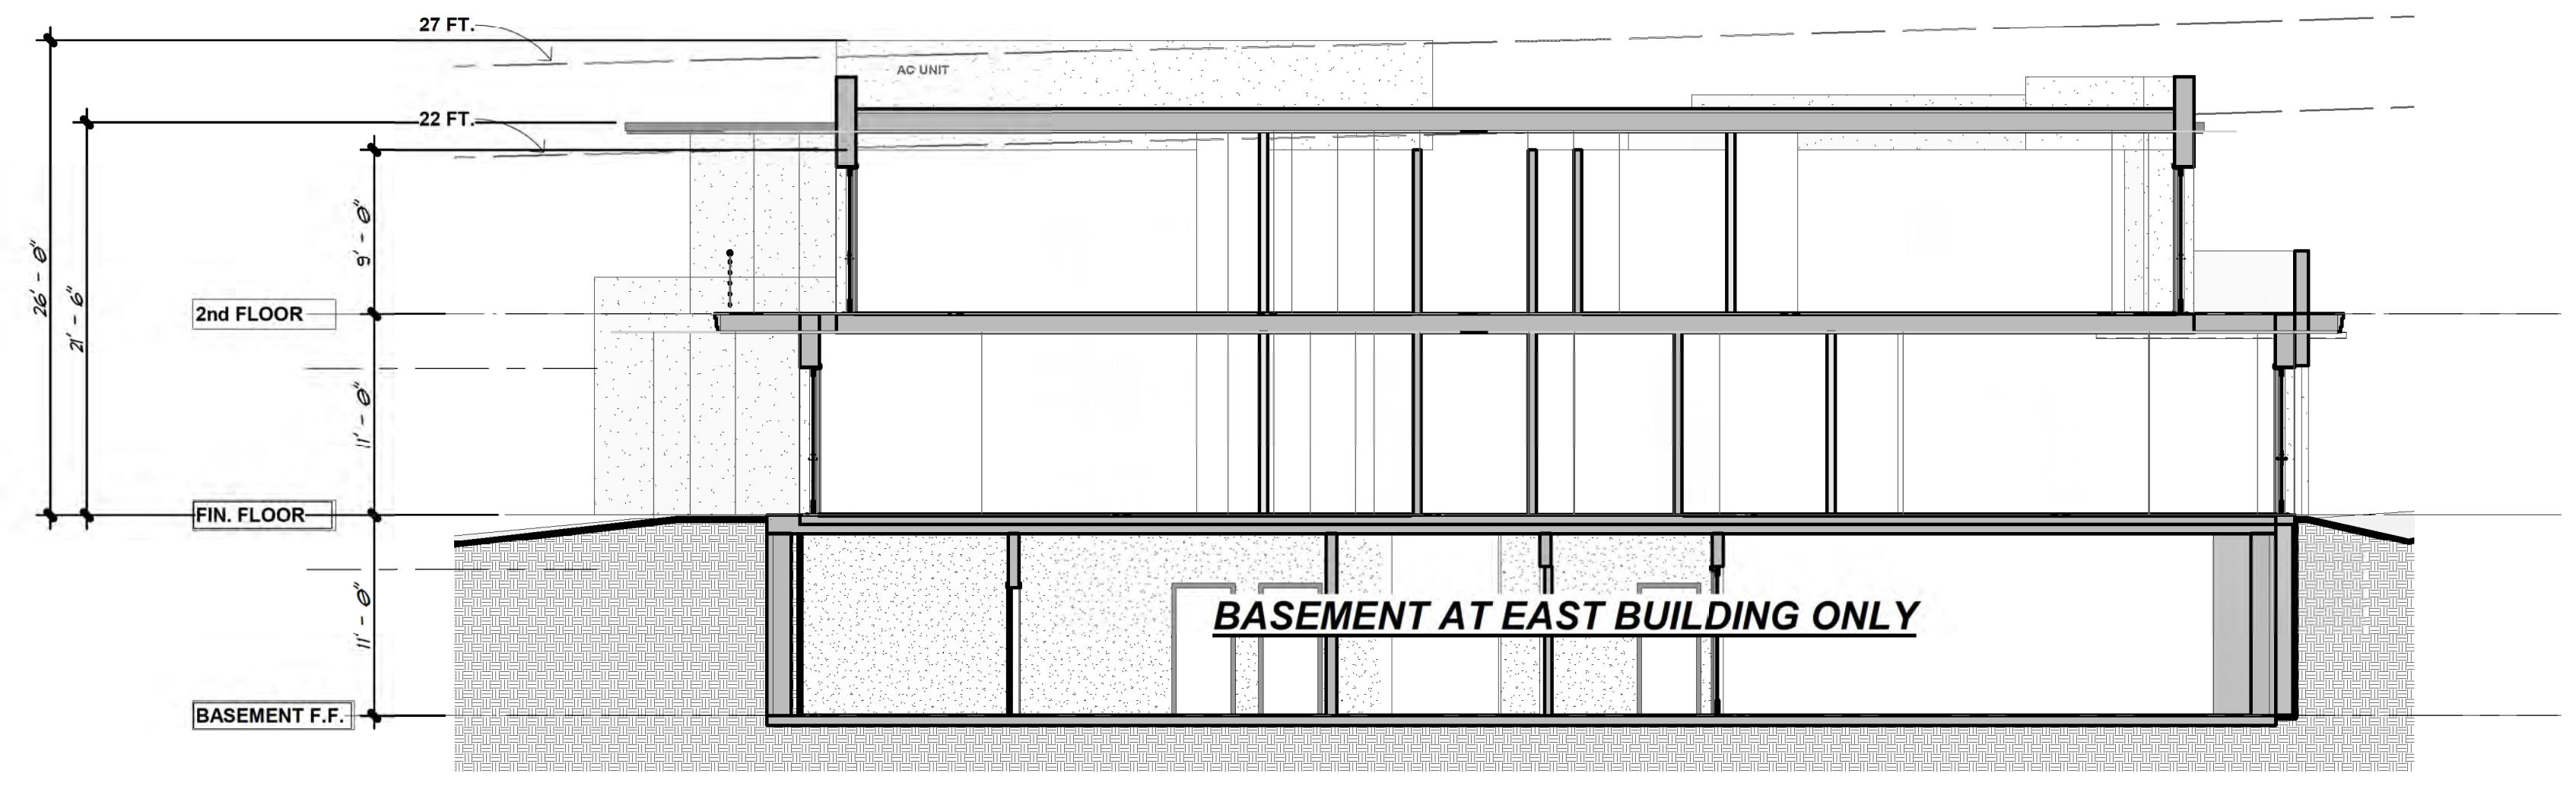 27 FT.
AC UNIT
22 FT.
26' - 0"
21' - 6"
9' - 0"
2nd FLOOR
11' - 0"
FIN. FLOOR
11' - 0"
BASEMENT AT EAST BUILDING ONLY
BASEMENT F.F.